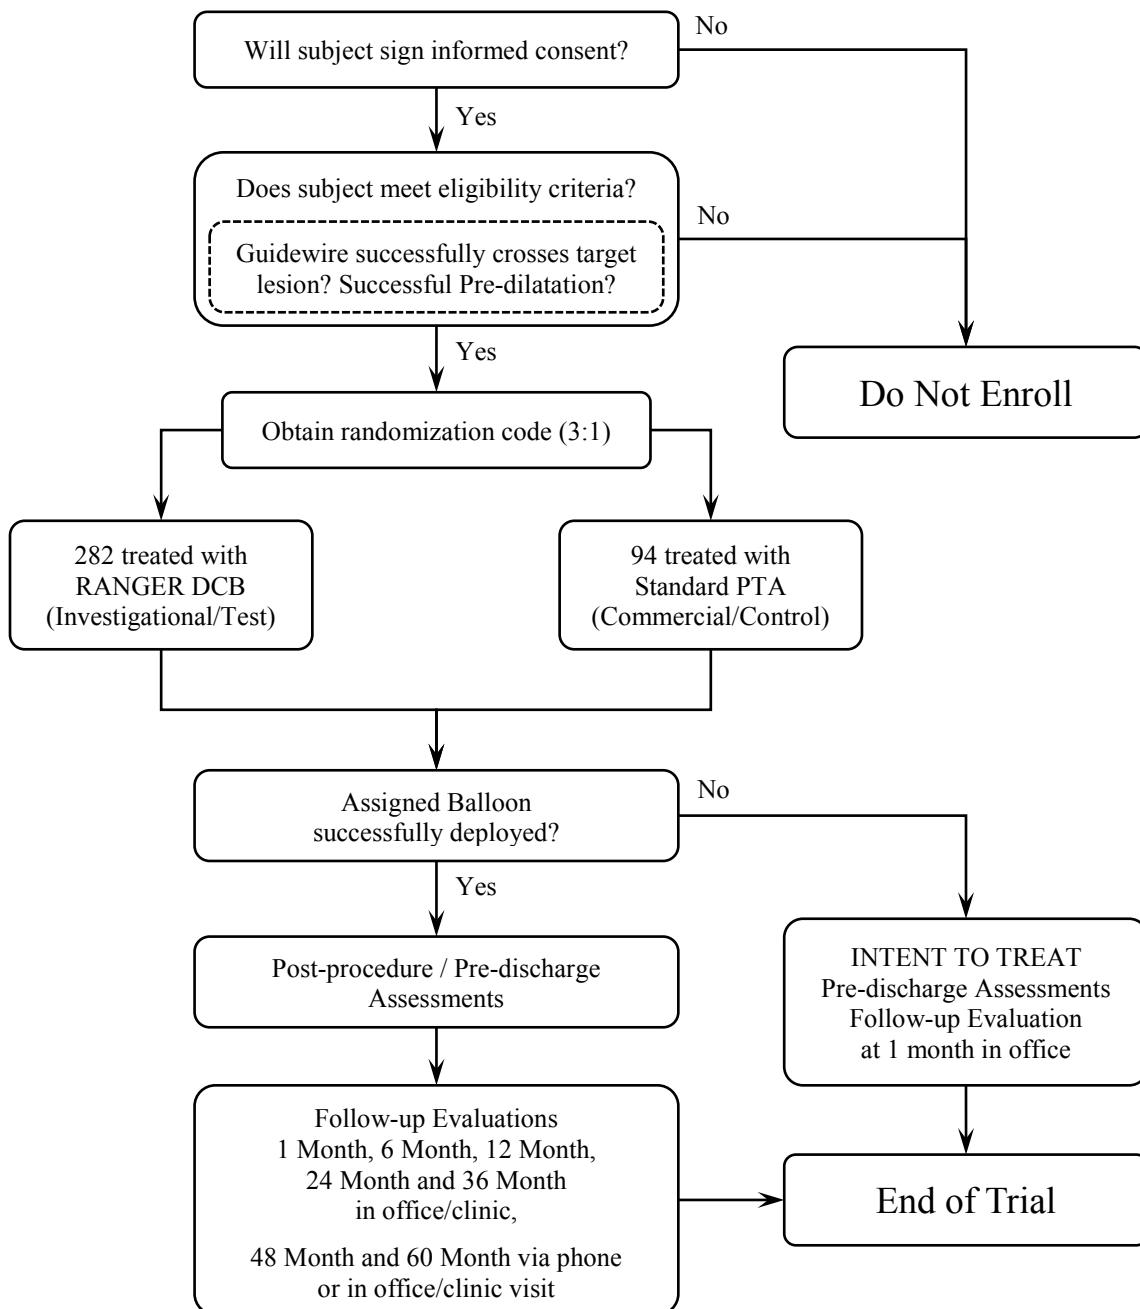 Will subject sign informed consent?
No
Yes
Does subject meet eligibility criteria?
No
Guidewire successfully crosses target
lesion? Successful Pre-dilatation?
Yes
Do Not Enroll
Obtain randomization code (3:1)
282 treated with
RANGER DCB
(Investigational/Test)
94 treated with
Standard PTA
(Commercial/Control)
Assigned Balloon
successfully deployed?
No
Yes
Post-procedure / Pre-discharge
Assessments
INTENT TO TREAT
Pre-discharge Assessments
Follow-up Evaluation
at 1 month in office
Follow-up Evaluations
1 Month, 6 Month, 12 Month,
24 Month and 36 Month
in office/clinic,
48 Month and 60 Month via phone
or in office/clinic visit
End of Trial